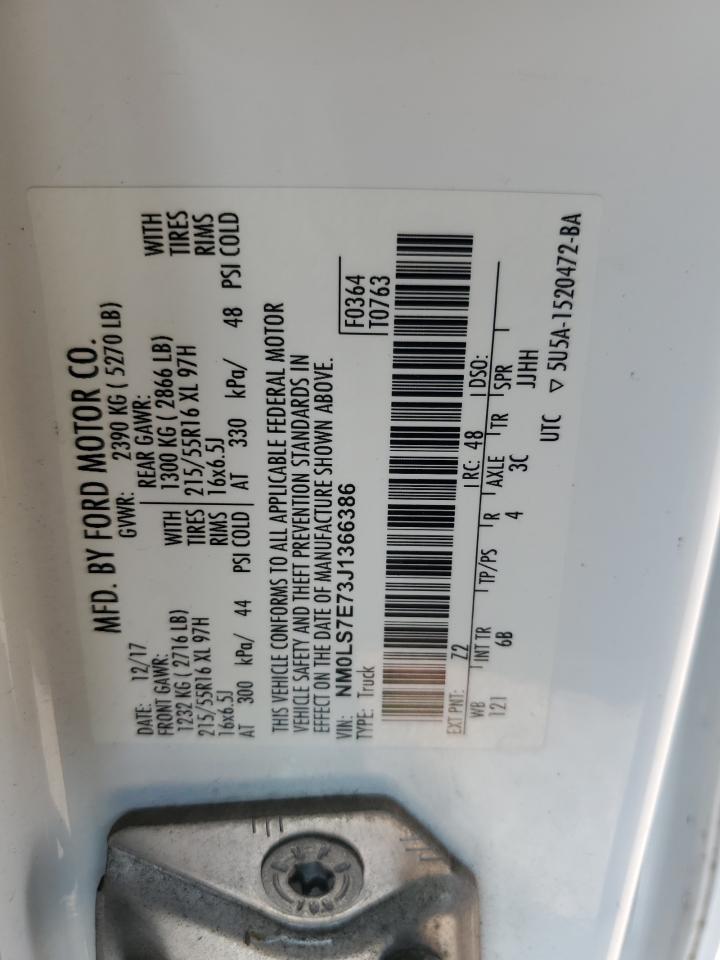 MFD. BY FORD MOTOR CO.
DATE: 12/17
GVWR: 2390 KG ( 5270 LB)
FRONT GAWR:
REAR GAWR:
1232 KG ( 2716 LB) WITH
1300 KG ( 2866 LB) WITH
215/55R16 XL 97H TIRES
215/55R16 XL 97H TIRES
16x6.5J RIMS
16x6.5J RIMS
AT 300 kPa/ 44 PSI COLD
AT 330 kPa/ 48 PSI COLD
THIS VEHICLE CONFORMS TO ALL APPLICABLE FEDERAL MOTOR
VEHICLE SAFETY AND THEFT PREVENTION STANDARDS IN
EFFECT ON THE DATE OF MANUFACTURE SHOWN ABOVE.
VIN: NM0LS7E73J1366386
TYPE: Truck
F0364
T0763
EXT PNT: Z2 RC: 48 DSO:
WB INT TR TP/PS R AXLE TR SPR
121 6B 4 3C JJHH
UTC ▽ 5U5A-1520472-BA